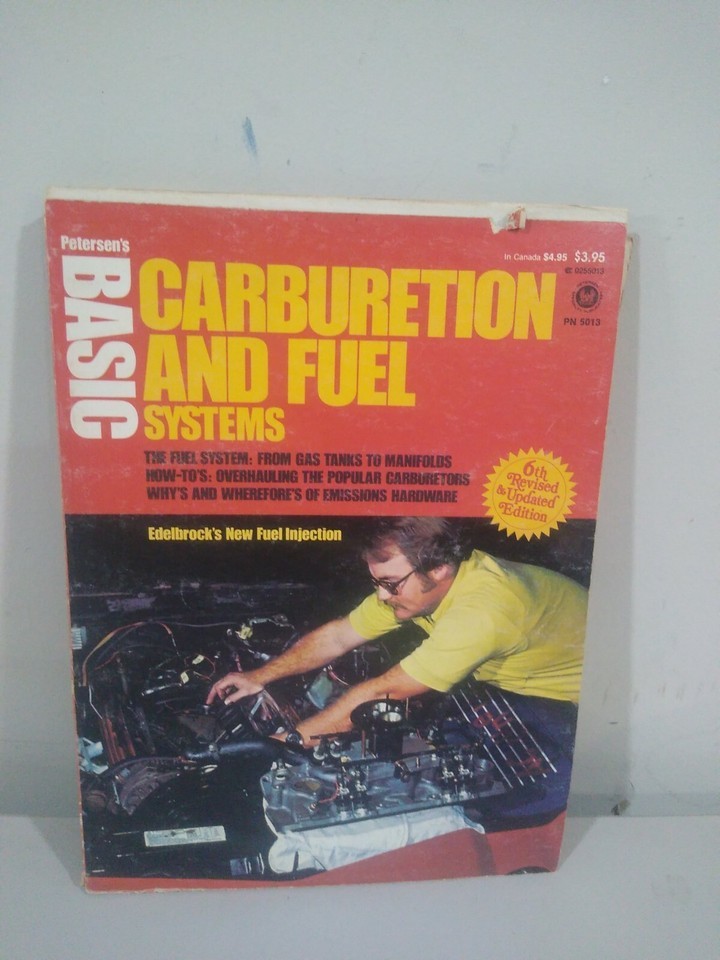 Petersen's
BASIC
CARBURETION
AND FUEL
SYSTEMS
In Canada $4.95 $3.95
0255013
PN 5013
THE FUEL SYSTEM: FROM GAS TANKS TO MANIFOLDS
HOW-TO'S: OVERHAULING THE POPULAR CARBURETORS
WHY'S AND WHEREFORE'S OF EMISSIONS HARDWARE
6th
Revised
& Updated
Edition
Edelbrock's New Fuel Injection